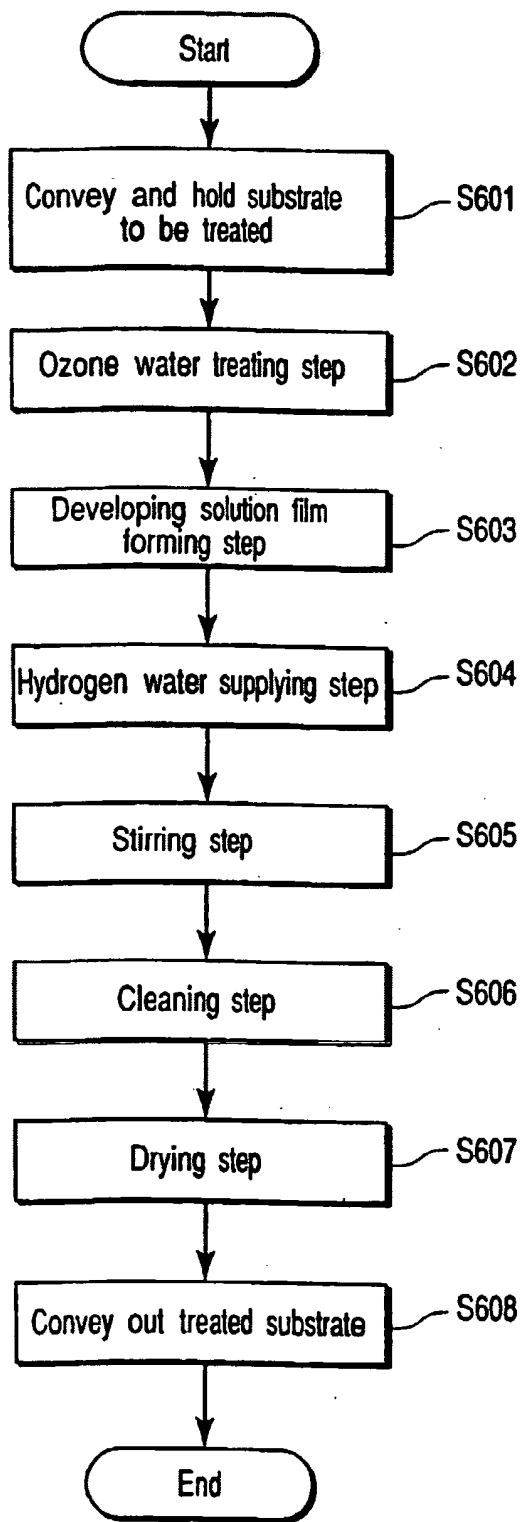 Start
Convey and hold substrate
to be treated
S601
Ozone water treating step
S602
Developing solution film
forming step
S603
Hydrogen water supplying step
S604
Stirring step
S605
Cleaning step
S606
Drying step
S607
Convey out treated substrate
S608
End